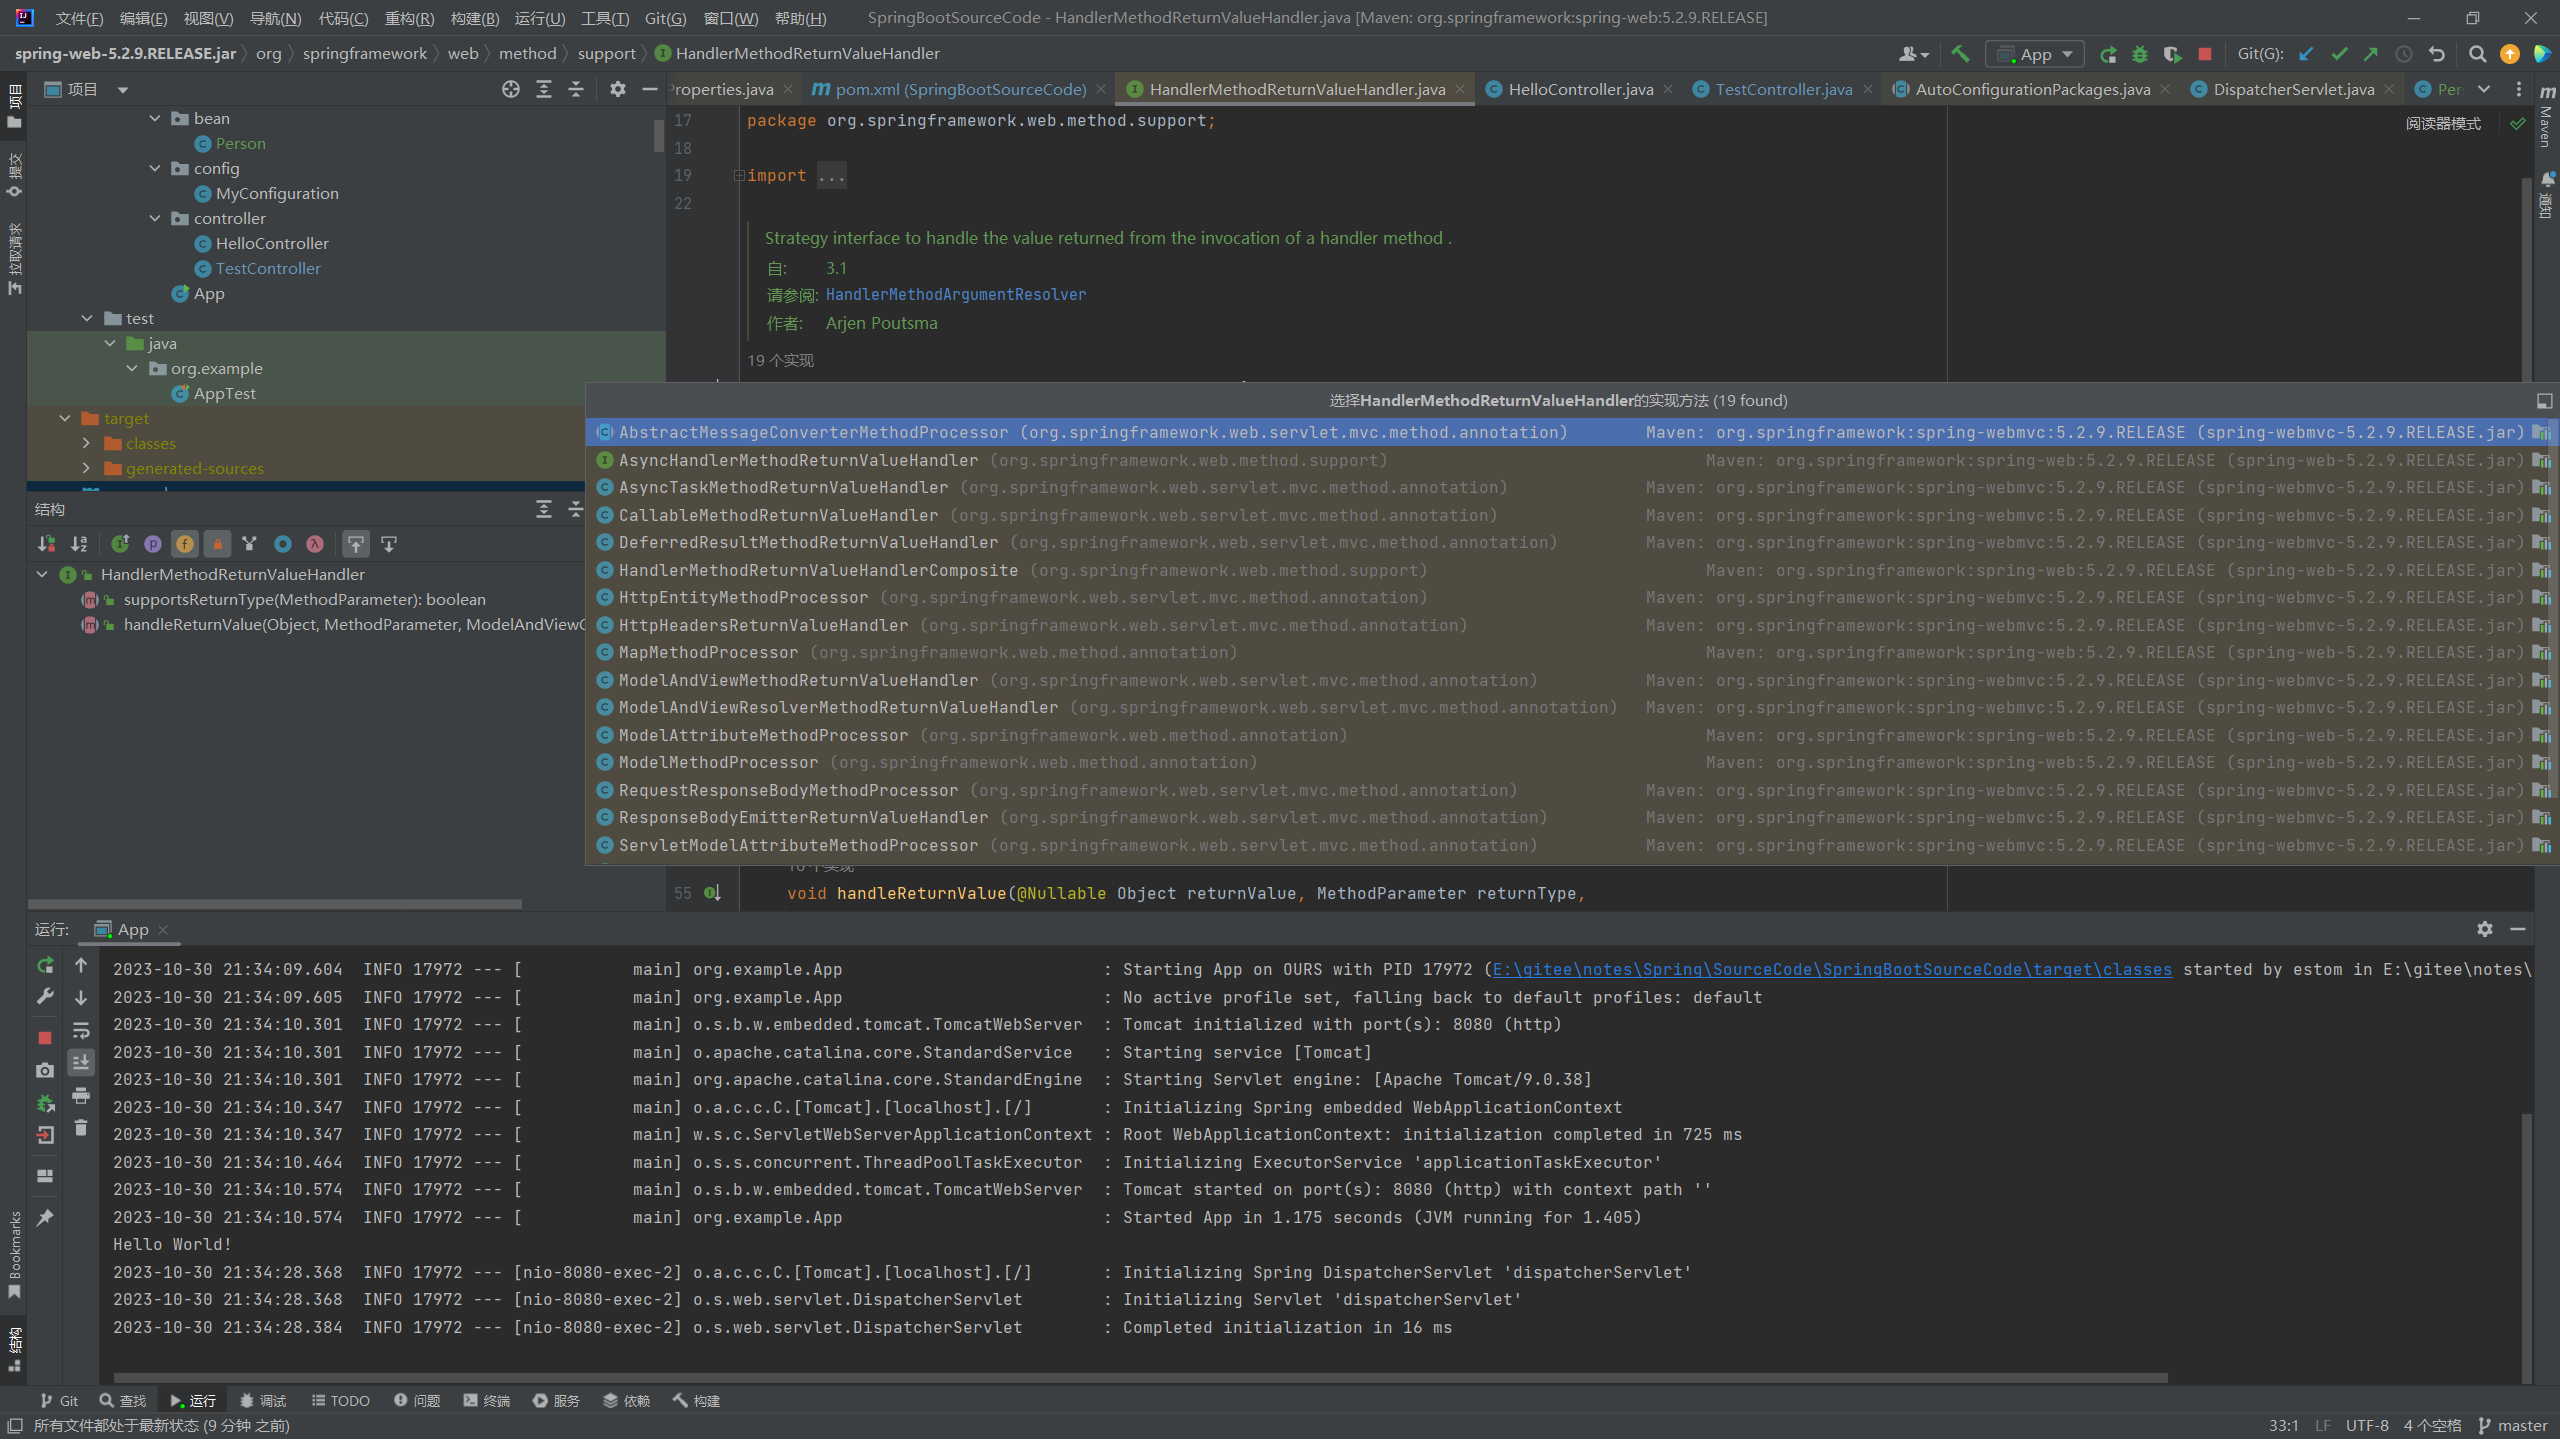 文件(F) 编辑(E) 视图(V) 导航(N) 代码(C) 重构(R) 构建(B) 运行(U) 工具(T) Git(G) 窗口(W) 帮助(H) SpringBootSourceCode - HandlerMethodReturnValueHandler.java [Maven: org.springframework:spring-web:5.2.9.RELEASE]
spring-web-5.2.9.RELEASE.jar org springframework web method support HandlerMethodReturnValueHandler App Git(G):
项目 Properties.java pom.xml (SpringBootSourceCode) HandlerMethodReturnValueHandler.java HelloController.java TestController.java AutoConfigurationPackages.java DispatcherServlet.java Per
项目
提交
拉取请求
Bookmarks
结构
Maven
通知
bean
Person
config
MyConfiguration
controller
HelloController
TestController
App
test
java
org.example
AppTest
target
classes
generated-sources
结构
HandlerMethodReturnValueHandler
supportsReturnType(MethodParameter): boolean
handleReturnValue(Object, MethodParameter, ModelAndViewC
17 package org.springframework.web.method.support;
阅读器模式
18
19 import ...
22
Strategy interface to handle the value returned from the invocation of a handler method .
自: 3.1
请参阅: HandlerMethodArgumentResolver
作者: Arjen Poutsma
19 个实现
选择HandlerMethodReturnValueHandler的实现方法 (19 found)
AbstractMessageConverterMethodProcessor (org.springframework.web.servlet.mvc.method.annotation) Maven: org.springframework:spring-webmvc:5.2.9.RELEASE (spring-webmvc-5.2.9.RELEASE.jar)
AsyncHandlerMethodReturnValueHandler (org.springframework.web.method.support) Maven: org.springframework:spring-web:5.2.9.RELEASE (spring-web-5.2.9.RELEASE.jar)
AsyncTaskMethodReturnValueHandler (org.springframework.web.servlet.mvc.method.annotation) Maven: org.springframework:spring-webmvc:5.2.9.RELEASE (spring-webmvc-5.2.9.RELEASE.jar)
CallableMethodReturnValueHandler (org.springframework.web.servlet.mvc.method.annotation) Maven: org.springframework:spring-webmvc:5.2.9.RELEASE (spring-webmvc-5.2.9.RELEASE.jar)
DeferredResultMethodReturnValueHandler (org.springframework.web.servlet.mvc.method.annotation) Maven: org.springframework:spring-webmvc:5.2.9.RELEASE (spring-webmvc-5.2.9.RELEASE.jar)
HandlerMethodReturnValueHandlerComposite (org.springframework.web.method.support) Maven: org.springframework:spring-web:5.2.9.RELEASE (spring-web-5.2.9.RELEASE.jar)
HttpEntityMethodProcessor (org.springframework.web.servlet.mvc.method.annotation) Maven: org.springframework:spring-webmvc:5.2.9.RELEASE (spring-webmvc-5.2.9.RELEASE.jar)
HttpHeadersReturnValueHandler (org.springframework.web.servlet.mvc.method.annotation) Maven: org.springframework:spring-webmvc:5.2.9.RELEASE (spring-webmvc-5.2.9.RELEASE.jar)
MapMethodProcessor (org.springframework.web.method.annotation) Maven: org.springframework:spring-web:5.2.9.RELEASE (spring-web-5.2.9.RELEASE.jar)
ModelAndViewMethodReturnValueHandler (org.springframework.web.servlet.mvc.method.annotation) Maven: org.springframework:spring-webmvc:5.2.9.RELEASE (spring-webmvc-5.2.9.RELEASE.jar)
ModelAndViewResolverMethodReturnValueHandler (org.springframework.web.servlet.mvc.method.annotation) Maven: org.springframework:spring-webmvc:5.2.9.RELEASE (spring-webmvc-5.2.9.RELEASE.jar)
ModelAttributeMethodProcessor (org.springframework.web.method.annotation) Maven: org.springframework:spring-web:5.2.9.RELEASE (spring-web-5.2.9.RELEASE.jar)
ModelMethodProcessor (org.springframework.web.method.annotation) Maven: org.springframework:spring-web:5.2.9.RELEASE (spring-web-5.2.9.RELEASE.jar)
RequestResponseBodyMethodProcessor (org.springframework.web.servlet.mvc.method.annotation) Maven: org.springframework:spring-webmvc:5.2.9.RELEASE (spring-webmvc-5.2.9.RELEASE.jar)
ResponseBodyEmitterReturnValueHandler (org.springframework.web.servlet.mvc.method.annotation) Maven: org.springframework:spring-webmvc:5.2.9.RELEASE (spring-webmvc-5.2.9.RELEASE.jar)
ServletModelAttributeMethodProcessor (org.springframework.web.servlet.mvc.method.annotation) Maven: org.springframework:spring-webmvc:5.2.9.RELEASE (spring-webmvc-5.2.9.RELEASE.jar)
55 void handleReturnValue(@Nullable Object returnValue, MethodParameter returnType,
运行: App
2023-10-30 21:34:09.604 INFO 17972 --- [ main] org.example.App : Starting App on OURS with PID 17972 (E:\gitee\notes\Spring\SourceCode\SpringBootSourceCode\target\classes started by estom in E:\gitee\notes\
2023-10-30 21:34:09.605 INFO 17972 --- [ main] org.example.App : No active profile set, falling back to default profiles: default
2023-10-30 21:34:10.301 INFO 17972 --- [ main] o.s.b.w.embedded.tomcat.TomcatWebServer : Tomcat initialized with port(s): 8080 (http)
2023-10-30 21:34:10.301 INFO 17972 --- [ main] o.apache.catalina.core.StandardService : Starting service [Tomcat]
2023-10-30 21:34:10.301 INFO 17972 --- [ main] org.apache.catalina.core.StandardEngine : Starting Servlet engine: [Apache Tomcat/9.0.38]
2023-10-30 21:34:10.347 INFO 17972 --- [ main] o.a.c.c.C.[Tomcat].[localhost].[/] : Initializing Spring embedded WebApplicationContext
2023-10-30 21:34:10.347 INFO 17972 --- [ main] w.s.c.ServletWebServerApplicationContext : Root WebApplicationContext: initialization completed in 725 ms
2023-10-30 21:34:10.464 INFO 17972 --- [ main] o.s.s.concurrent.ThreadPoolTaskExecutor : Initializing ExecutorService 'applicationTaskExecutor'
2023-10-30 21:34:10.574 INFO 17972 --- [ main] o.s.b.w.embedded.tomcat.TomcatWebServer : Tomcat started on port(s): 8080 (http) with context path ''
2023-10-30 21:34:10.574 INFO 17972 --- [ main] org.example.App : Started App in 1.175 seconds (JVM running for 1.405)
Hello World!
2023-10-30 21:34:28.368 INFO 17972 --- [nio-8080-exec-2] o.a.c.c.C.[Tomcat].[localhost].[/] : Initializing Spring DispatcherServlet 'dispatcherServlet'
2023-10-30 21:34:28.368 INFO 17972 --- [nio-8080-exec-2] o.s.web.servlet.DispatcherServlet : Initializing Servlet 'dispatcherServlet'
2023-10-30 21:34:28.384 INFO 17972 --- [nio-8080-exec-2] o.s.web.servlet.DispatcherServlet : Completed initialization in 16 ms
Git 查找 运行 调试 TODO 问题 终端 服务 依赖 构建
所有文件都处于最新状态 (9 分钟 之前) 33:1 LF UTF-8 4 个空格 master